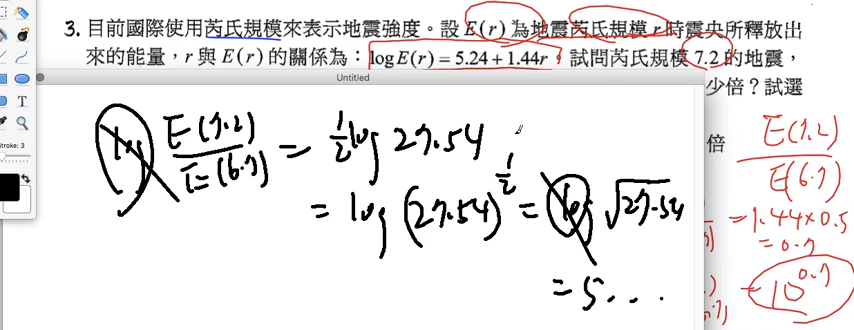 3. 目前國際使用芮氏規模來表示地震強度。設 E(r) 為地震芮氏規模 r 時震央所釋放出
來的能量，r 與 E(r) 的關係為：log E(r) = 5.24 + 1.44r。試問芮氏規模 7.2 的地震，
Untitled
少倍？試選
倍
Stroke: 3
log E(7.2) / E(6.7) = 1/2 log 27.54
= log (27.54)^1/2 = log √27.54
= 5...
E(7.2)
E(6.7)
= 1.44 × 0.5
= 0.7
= 10^0.7